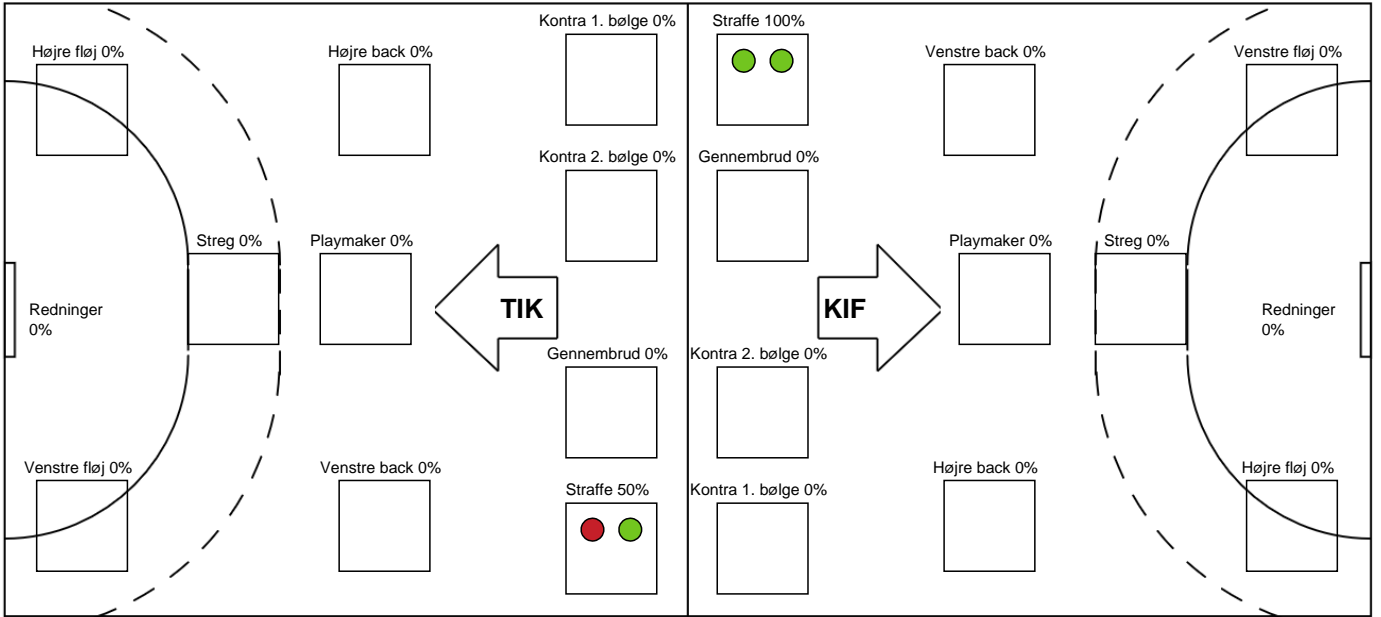 Kontra 1. bølge 0%
Straffe 100%
Højre fløj 0%
Højre back 0%
Venstre back 0%
Venstre fløj 0%
Kontra 2. bølge 0%
Gennembrud 0%
Streg 0%
Playmaker 0%
Playmaker 0%
Streg 0%
TIK
KIF
Redninger
0%
Redninger
0%
Gennembrud 0%
Kontra 2. bølge 0%
Venstre fløj 0%
Venstre back 0%
Højre back 0%
Højre fløj 0%
Straffe 50%
Kontra 1. bølge 0%